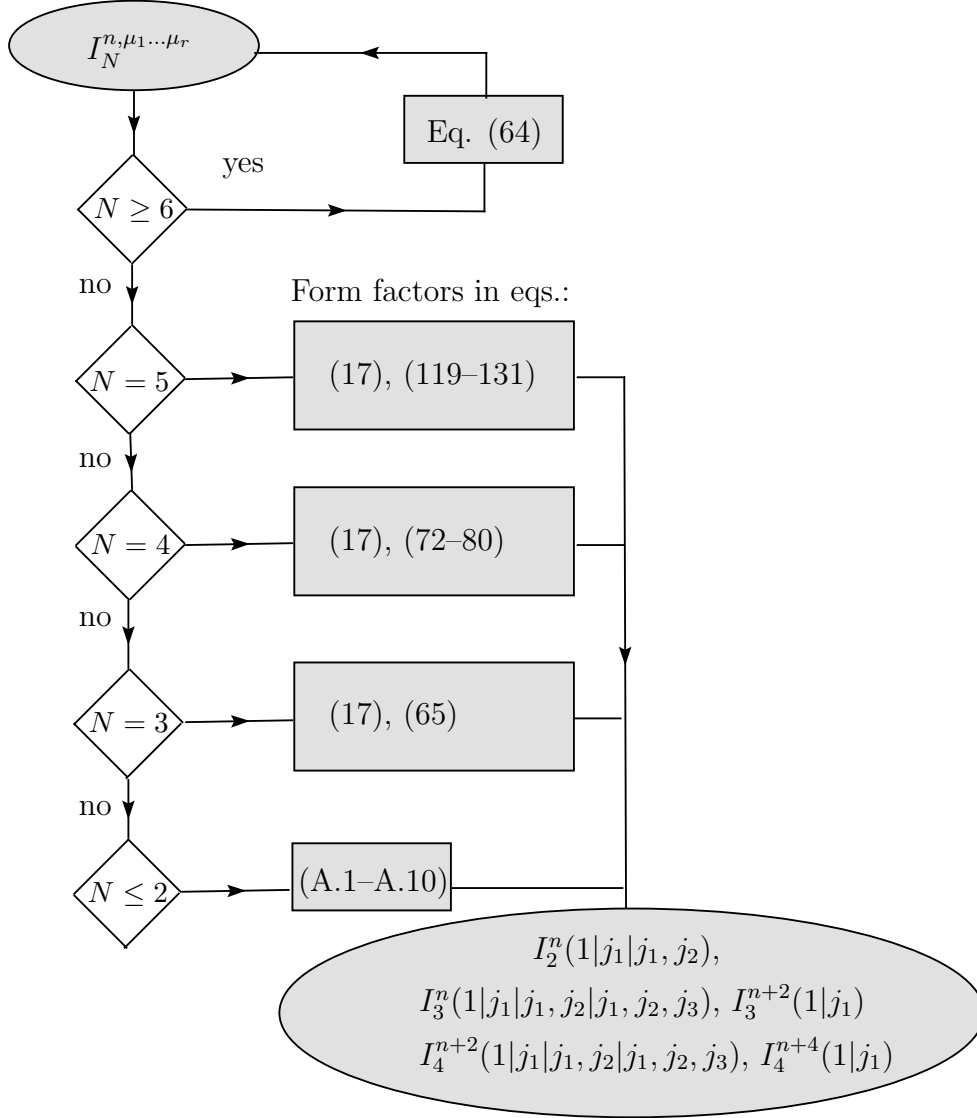 I_N^{n,μ_1...μ_r}
Eq. (64)
yes
N ≥ 6
no
Form factors in eqs.:
N = 5
(17), (119–131)
no
N = 4
(17), (72–80)
no
N = 3
(17), (65)
no
N ≤ 2
(A.1–A.10)
I_2^n(1|j_1|j_1, j_2),
I_3^n(1|j_1|j_1, j_2|j_1, j_2, j_3), I_3^{n+2}(1|j_1)
I_4^{n+2}(1|j_1|j_1, j_2|j_1, j_2, j_3), I_4^{n+4}(1|j_1)